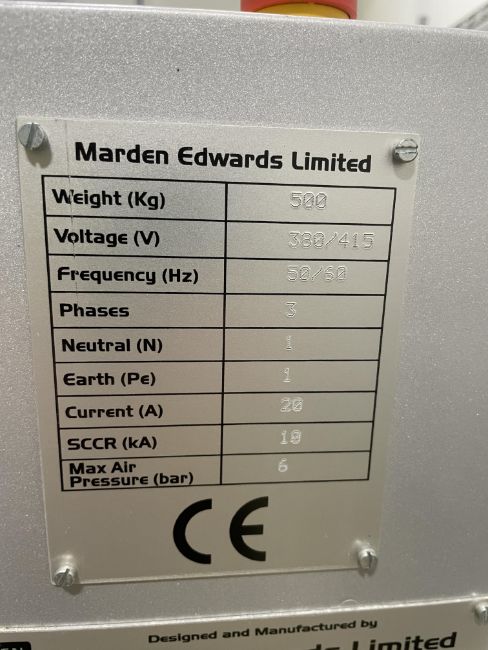 Marden Edwards Limited
Weight (Kg) 500
Voltage (V) 380/415
Frequency (Hz) 50/60
Phases 3
Neutral (N) 1
Earth (Pe) 1
Current (A) 20
SCCR (kA) 10
Max Air
Pressure (bar) 6
CE
Designed and Manufactured by
Limited